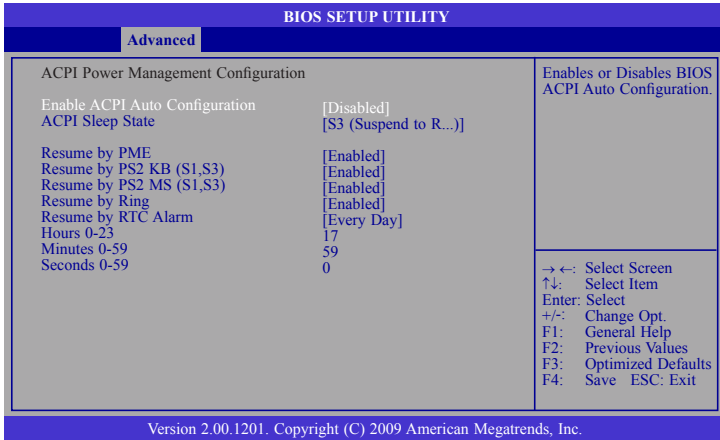 BIOS SETUP UTILITY
Advanced
ACPI Power Management Configuration
Enable ACPI Auto Configuration [Disabled]
ACPI Sleep State [S3 (Suspend to R...)]
Resume by PME [Enabled]
Resume by PS2 KB (S1,S3) [Enabled]
Resume by PS2 MS (S1,S3) [Enabled]
Resume by Ring [Enabled]
Resume by RTC Alarm [Every Day]
Hours 0-23 17
Minutes 0-59 59
Seconds 0-59 0
Enables or Disables BIOS
ACPI Auto Configuration.
→ ←: Select Screen
↑↓: Select Item
Enter: Select
+/-: Change Opt.
F1: General Help
F2: Previous Values
F3: Optimized Defaults
F4: Save ESC: Exit
Version 2.00.1201. Copyright (C) 2009 American Megatrends, Inc.